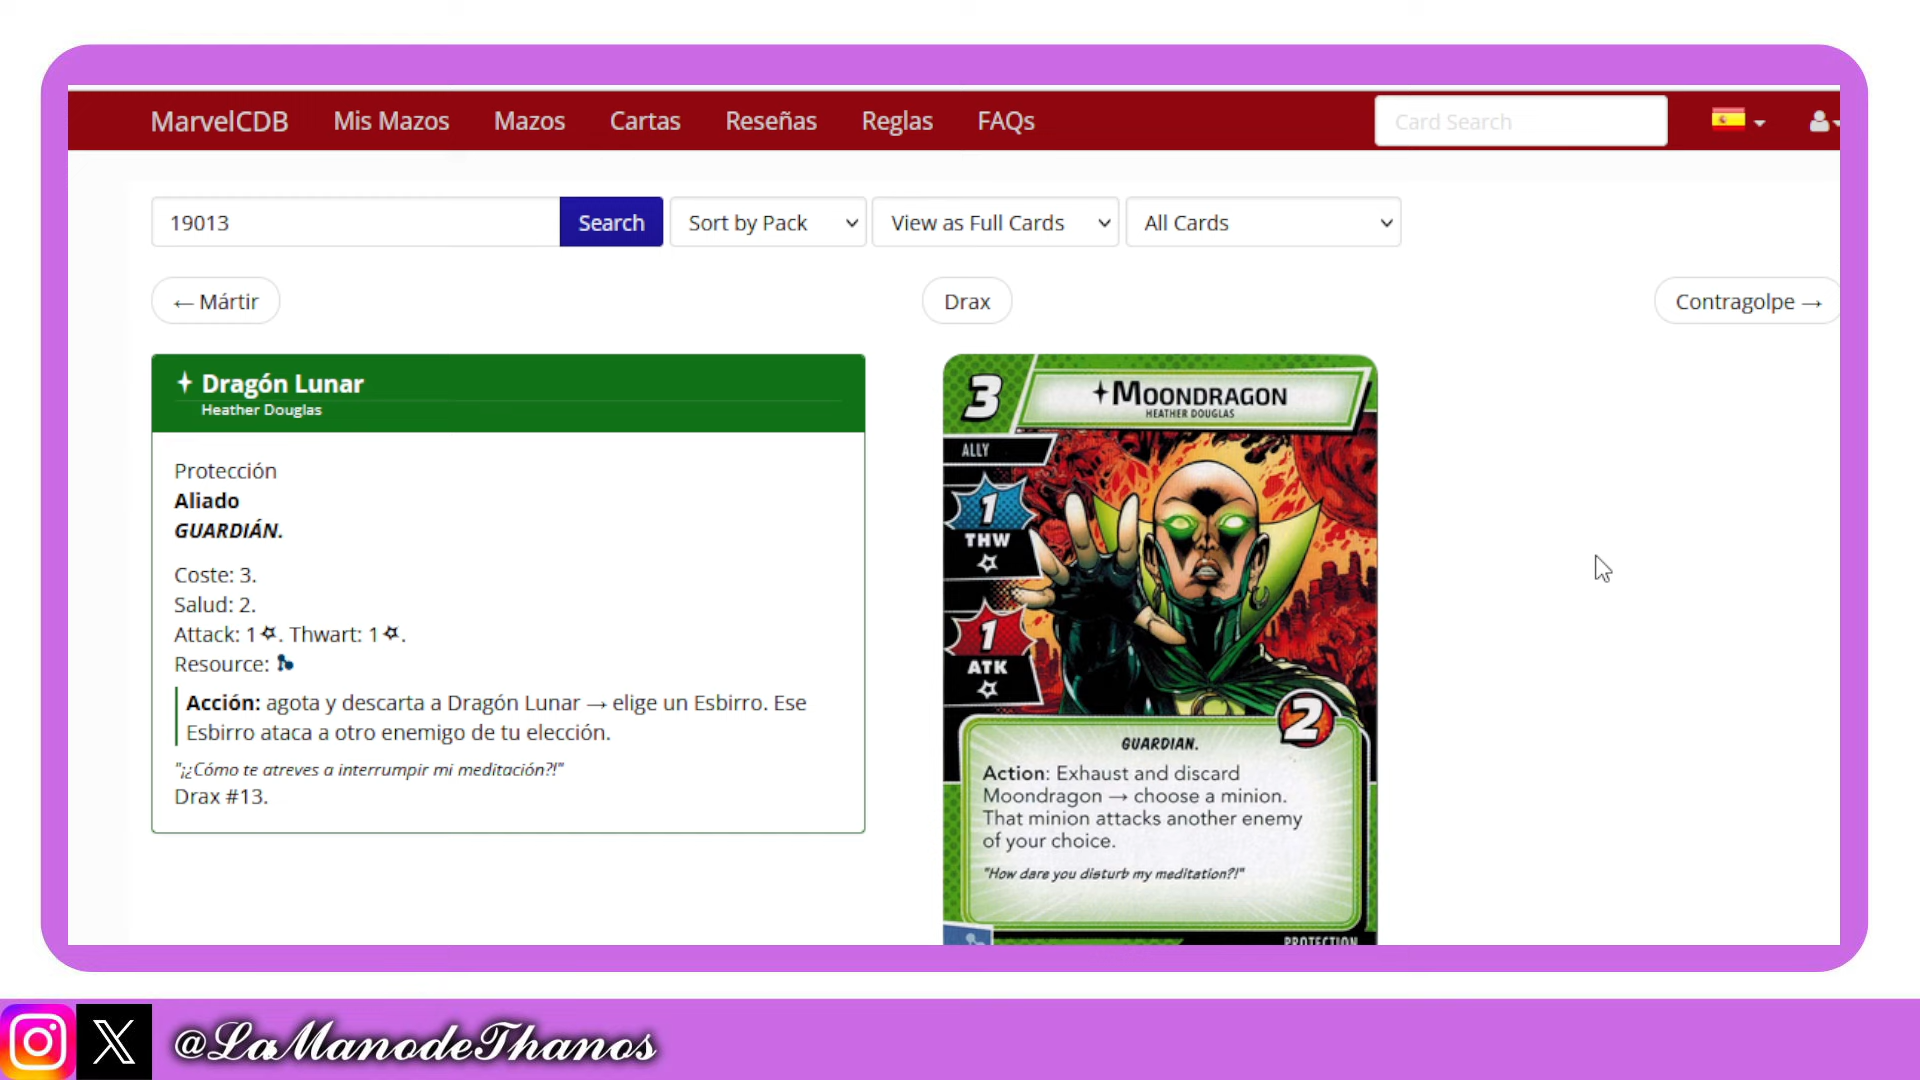 MarvelCDB Mis Mazos Mazos Cartas Reseñas Reglas FAQs Card Search
19013 Search Sort by Pack View as Full Cards All Cards
← Mártir Drax Contragolpe →
Dragón Lunar
Heather Douglas
Protección
Aliado
GUARDIÁN.
Coste: 3.
Salud: 2.
Attack: 1. Thwart: 1.
Resource:
Acción: agota y descarta a Dragón Lunar → elige un Esbirro. Ese
Esbirro ataca a otro enemigo de tu elección.
"¡¿Cómo te atreves a interrumpir mi meditación?!"
Drax #13.
3
MOONDRAGON
HEATHER DOUGLAS
ALLY
1
THW
1
ATK
2
GUARDIAN.
Action: Exhaust and discard
Moondragon → choose a minion.
That minion attacks another enemy
of your choice.
"How dare you disturb my meditation?!"
PROTECTION
@LaManodeThanos